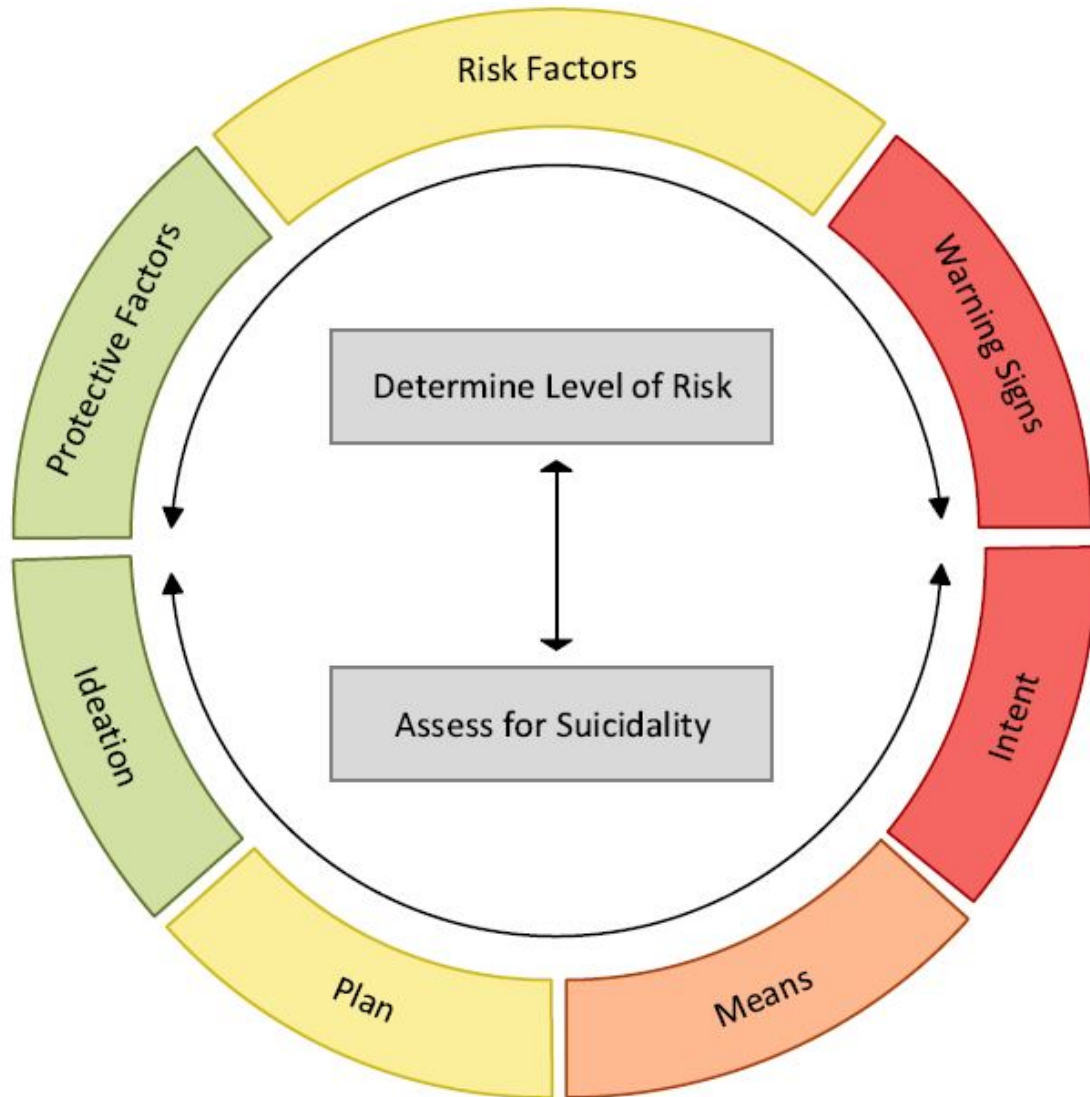 Risk Factors
Protective Factors
Warning Signs
Determine Level of Risk
Assess for Suicidality
Ideation
Intent
Plan
Means